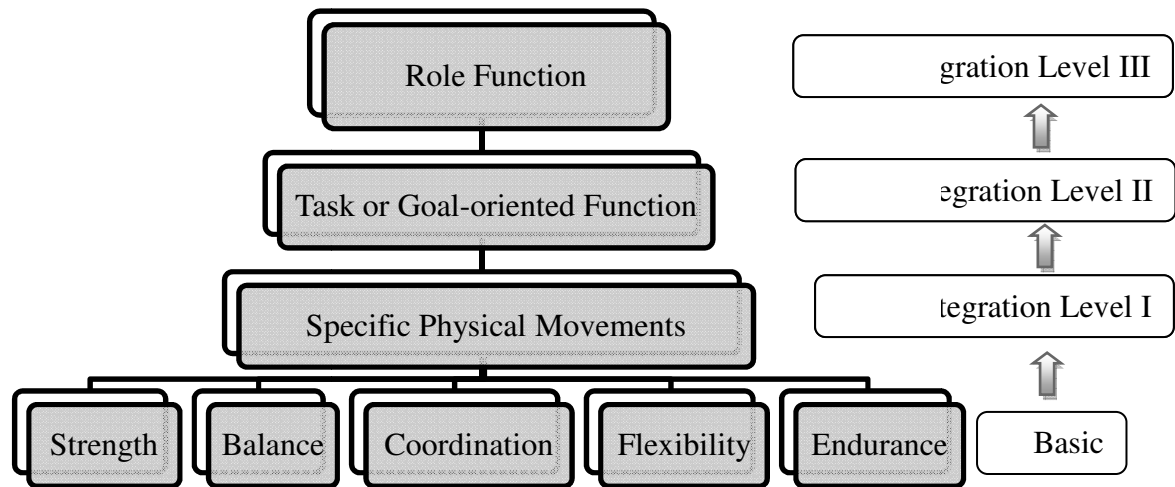 Role Function
gration Level III
Task or Goal-oriented Function
egration Level II
Specific Physical Movements
tegration Level I
Strength
Balance
Coordination
Flexibility
Endurance
Basic